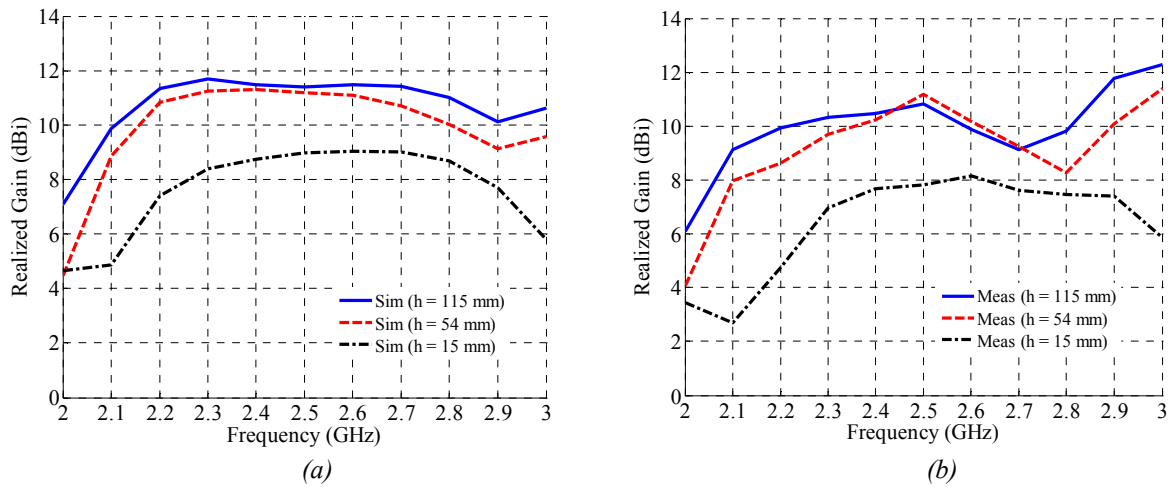 14
12
10
8
6
4
2
0
Realized Gain (dBi)
Sim (h = 115 mm)
Sim (h = 54 mm)
Sim (h = 15 mm)
2 2.1 2.2 2.3 2.4 2.5 2.6 2.7 2.8 2.9 3
Frequency (GHz)
(a)
14
12
10
8
6
4
2
0
Realized Gain (dBi)
Meas (h = 115 mm)
Meas (h = 54 mm)
Meas (h = 15 mm)
2 2.1 2.2 2.3 2.4 2.5 2.6 2.7 2.8 2.9 3
Frequency (GHz)
(b)